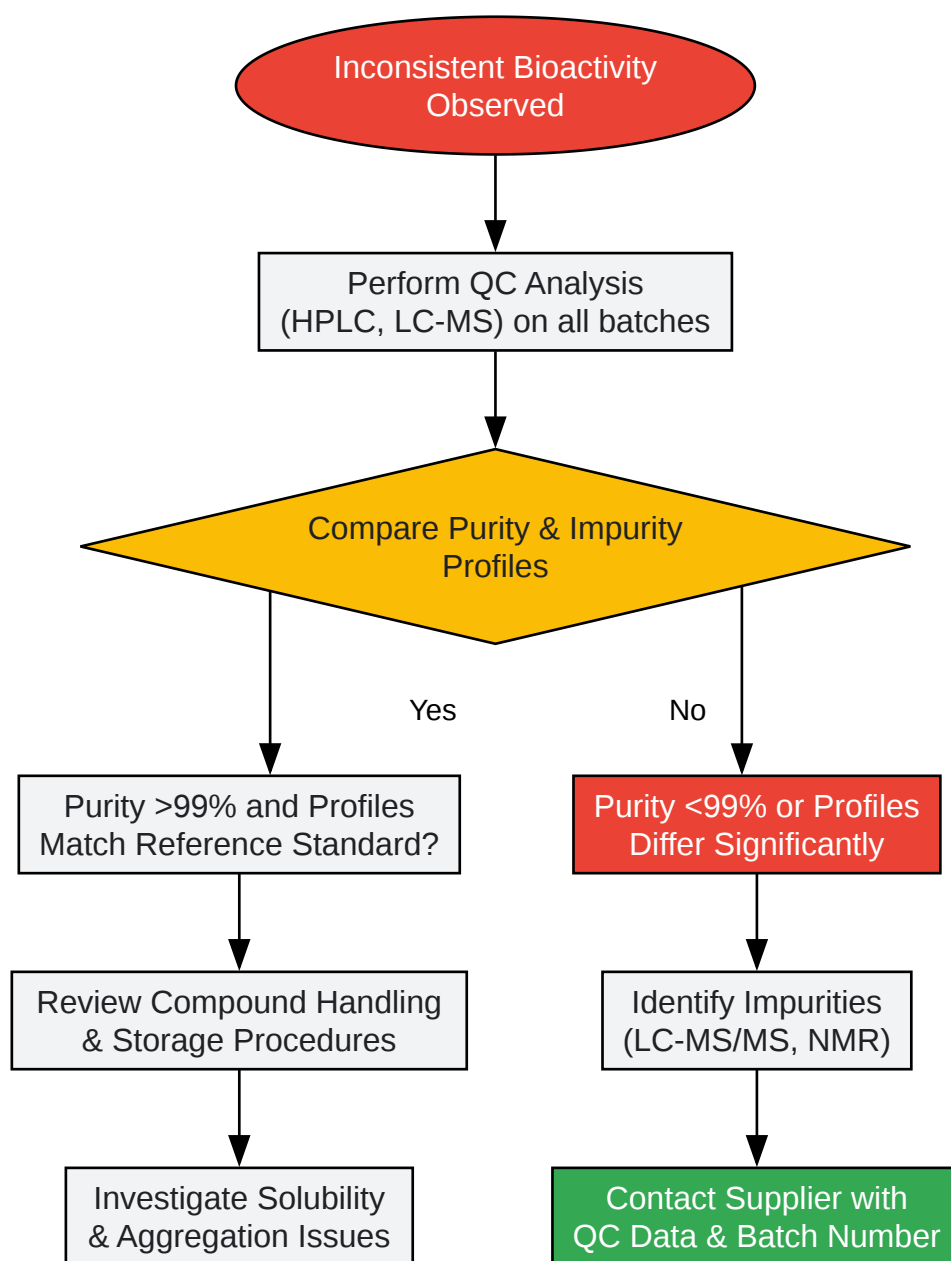 Inconsistent Bioactivity
Observed
Perform QC Analysis
(HPLC, LC-MS) on all batches
Compare Purity & Impurity
Profiles
Yes
No
Purity >99% and Profiles
Match Reference Standard?
Purity <99% or Profiles
Differ Significantly
Review Compound Handling
& Storage Procedures
Identify Impurities
(LC-MS/MS, NMR)
Investigate Solubility
& Aggregation Issues
Contact Supplier with
QC Data & Batch Number